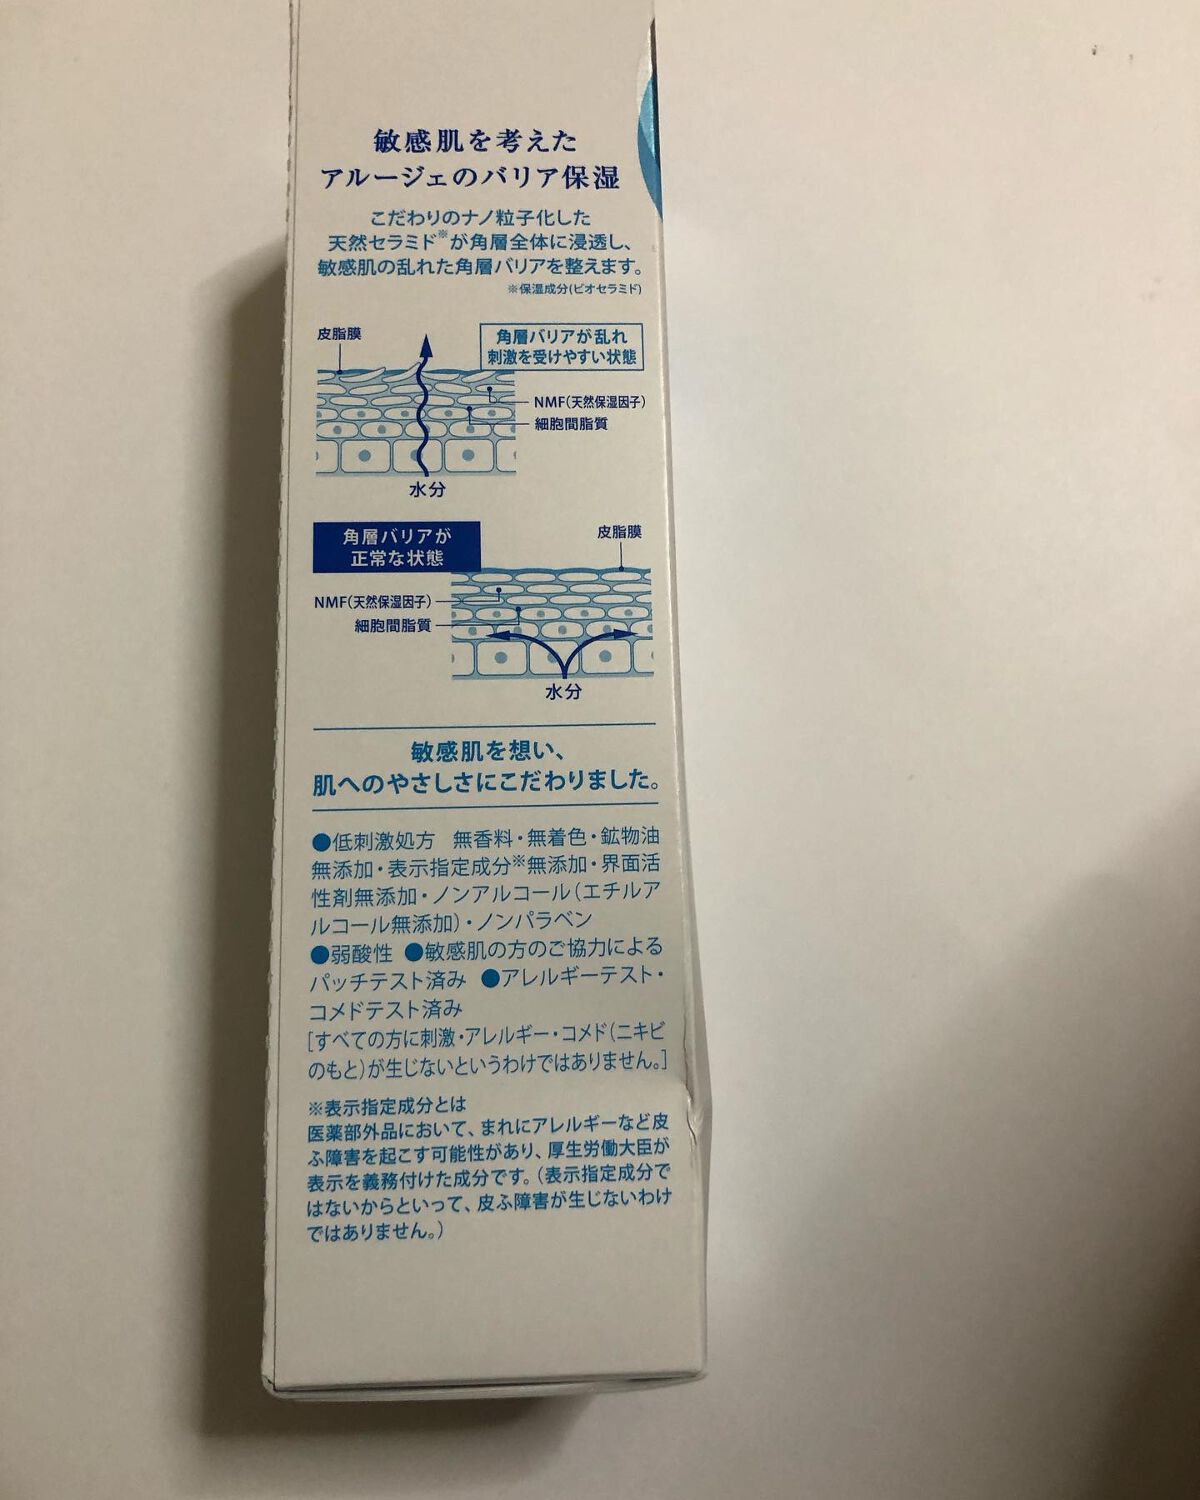 敏感肌を考えた
アルージェのバリア保湿
こだわりのナノ粒子化した
天然セラミド※が角層全体に浸透し、
敏感肌の乱れた角層バリアを整えます。
※保湿成分(ビオセラミド)
皮脂膜
角層バリアが乱れ
刺激を受けやすい状態
NMF(天然保湿因子)
細胞間脂質
水分
角層バリアが
正常な状態
皮脂膜
NMF(天然保湿因子)
細胞間脂質
水分
敏感肌を想い、
肌へのやさしさにこだわりました。
●低刺激処方　無香料・無着色・鉱物油
無添加・表示指定成分※無添加・界面活
性剤無添加・ノンアルコール(エチルア
ルコール無添加)・ノンパラベン
●弱酸性 ●敏感肌の方のご協力による
パッチテスト済み ●アレルギーテスト・
コメドテスト済み
[すべての方に刺激・アレルギー・コメド(ニキビ
のもと)が生じないというわけではありません。]
※表示指定成分とは
医薬部外品において、まれにアレルギーなど皮
ふ障害を起こす可能性があり、厚生労働大臣が
表示を義務付けた成分です。(表示指定成分で
はないからといって、皮ふ障害が生じないわけ
ではありません。)